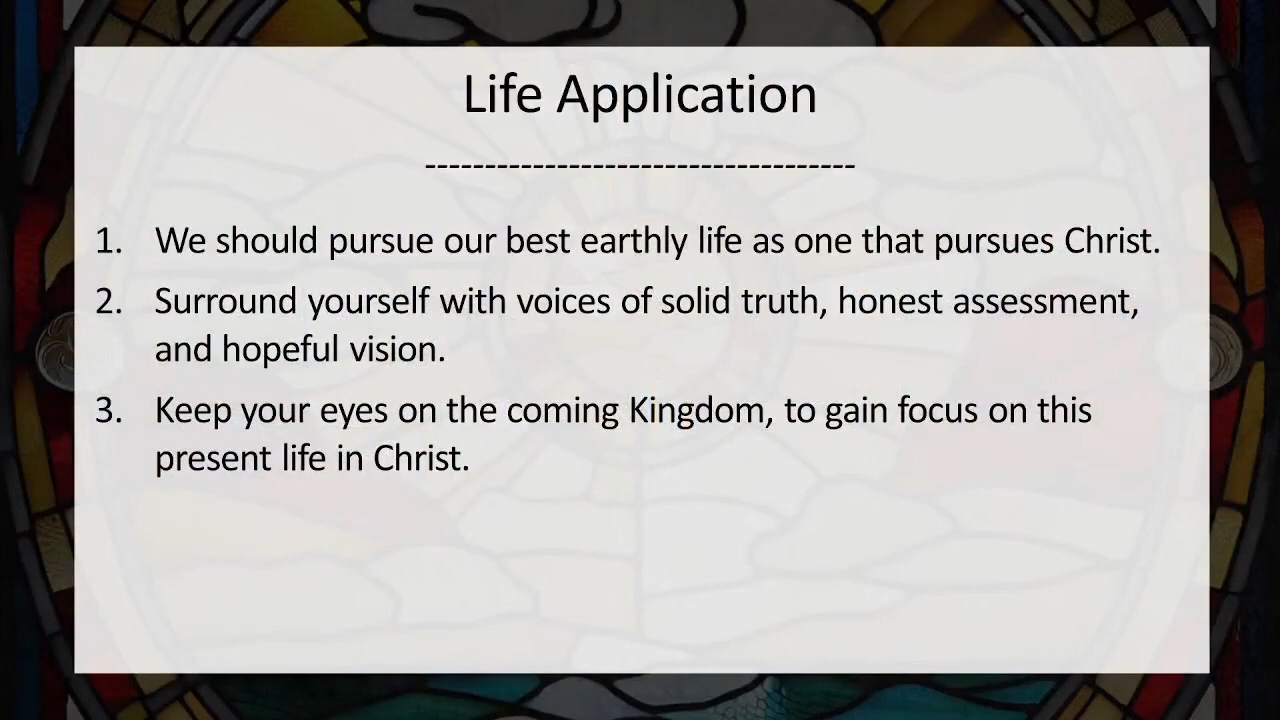 Life Application
------------------------------------
1. We should pursue our best earthly life as one that pursues Christ.
2. Surround yourself with voices of solid truth, honest assessment,
and hopeful vision.
3. Keep your eyes on the coming Kingdom, to gain focus on this
present life in Christ.